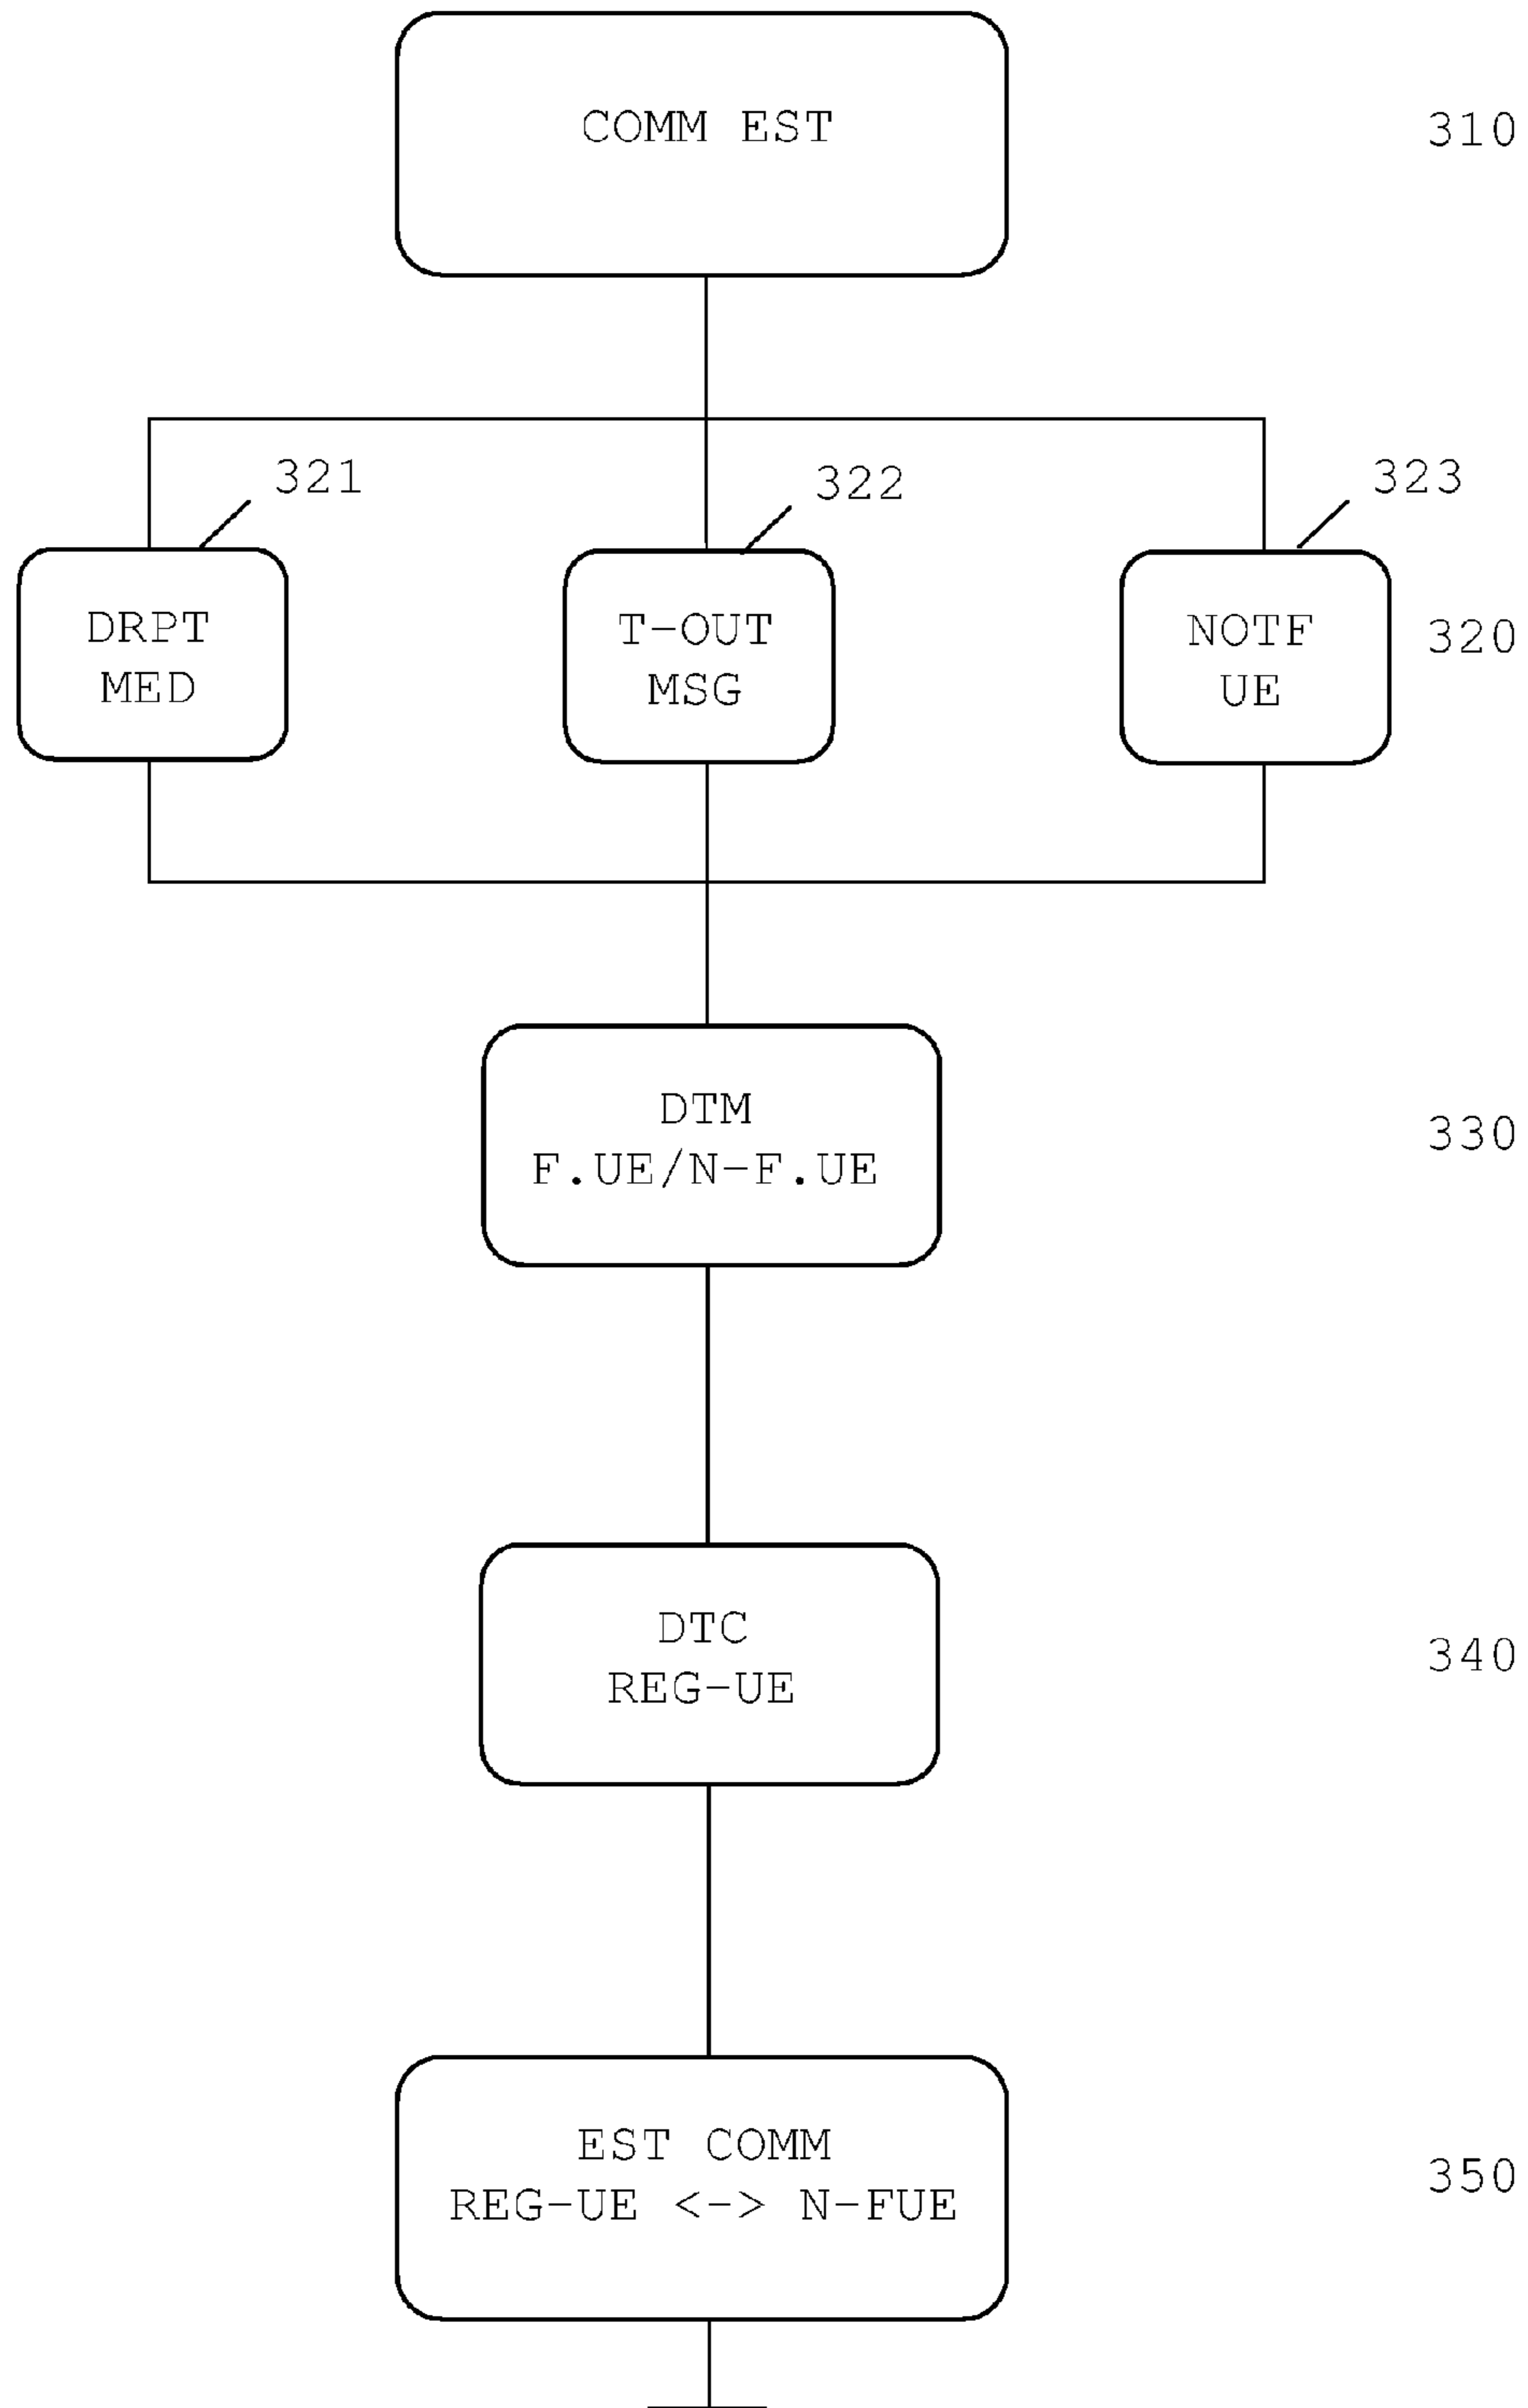 COMM EST
310
321
322
323
DRPT
MED
T-OUT
MSG
NOTF
UE
320
DTM
F.UE/N-F.UE
330
DTC
REG-UE
340
EST COMM
REG-UE <-> N-FUE
350